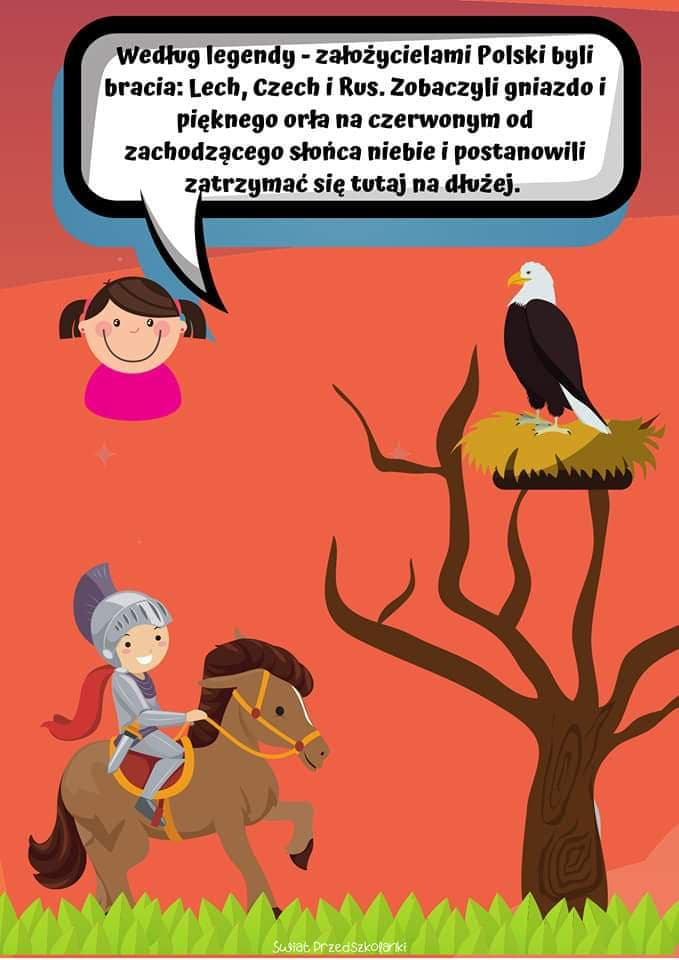 Według legendy - założycielami Polski byli
bracia: Lech, Czech i Rus. Zobaczyli gniazdo i
pięknego orła na czerwonym od
zachodzącego słońca niebie i postanowili
zatrzymać się tutaj na dłużej.
Świat Przedszkolanki